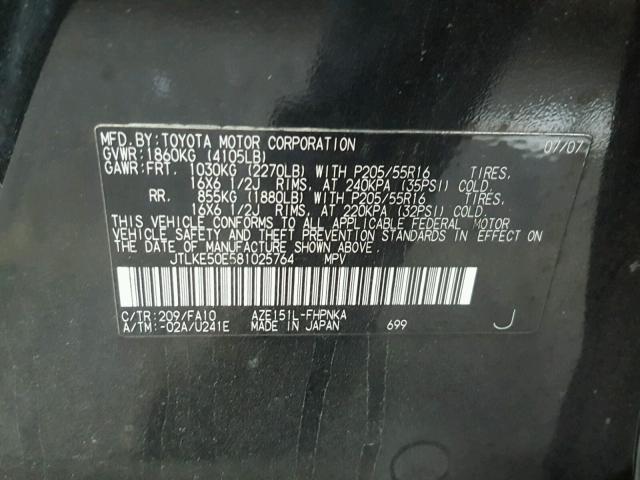 MFD. BY: TOYOTA MOTOR CORPORATION 07/07
GVWR: 1860KG (4105LB)
GAWR: FRT. 1030KG (2270LB) WITH P205/55R16 TIRES,
16X6 1/2J RIMS, AT 240KPA (35PSI) COLD.
RR. 855KG (1880LB) WITH P205/55R16 TIRES,
16X6 1/2J RIMS, AT 220KPA (32PSI) COLD.
THIS VEHICLE CONFORMS TO ALL APPLICABLE FEDERAL MOTOR
VEHICLE SAFETY AND BUMPER STANDARDS IN EFFECT ON
THE DATE OF MANUFACTURE SHOWN ABOVE.
JTLKE50E581025764 MPV
C/TR: 209/FA10 AZE151L-FHPNKA
A/TM: -02A/U241E MADE IN JAPAN 699 J